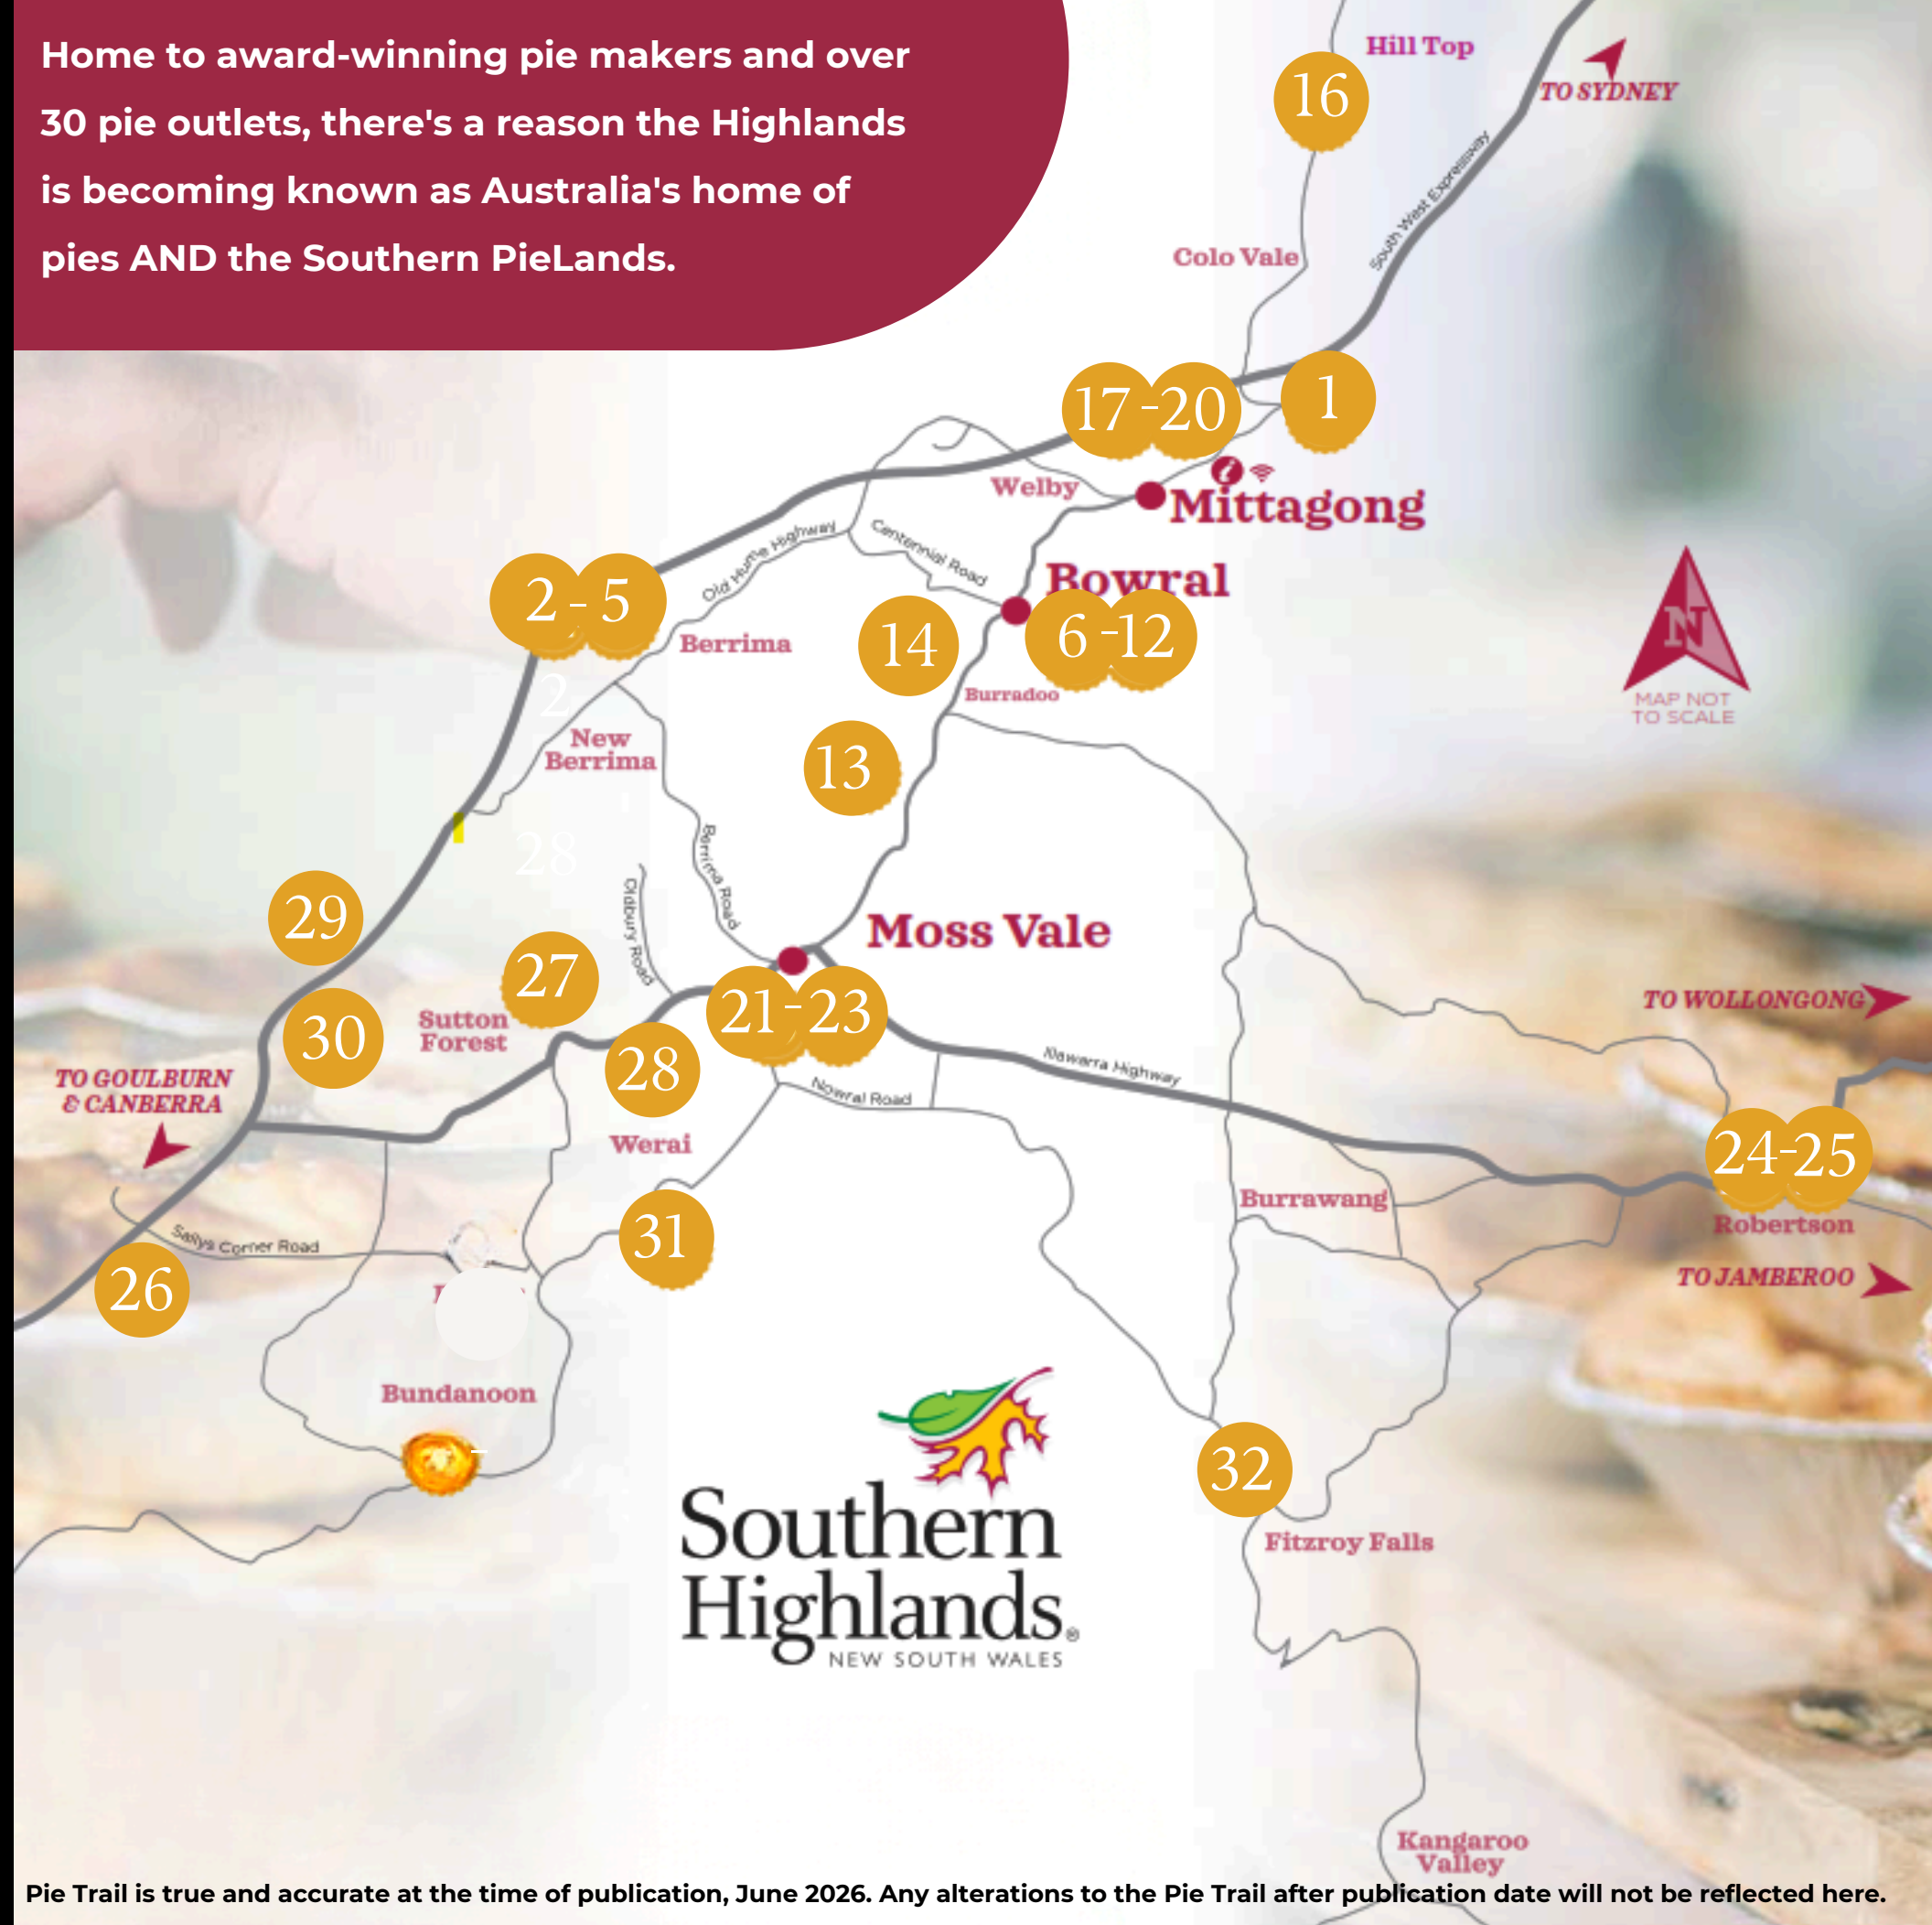 Home to award-winning pie makers and over
30 pie outlets, there's a reason the Highlands
is becoming known as Australia's home of
pies AND the Southern PieLands.
Hill Top
16
TO SYDNEY
South West Expressway
Colo Vale
17-20
1
Welby
Mittagong
Old Hume Highway
Centennial Road
Bowral
2-5
Berrima
14
6-12
Burradoo
N
MAP NOT
TO SCALE
2
New
Berrima
13
28
Berrima Road
Oldbury Road
29
Moss Vale
27
21-23
30
Sutton
Forest
28
TO WOLLONGONG
Illawarra Highway
TO GOULBURN
& CANBERRA
Nowral Road
Werai
24-25
Burrawang
Robertson
31
Sallys Corner Road
26
TO JAMBEROO
Bundanoon
-
32
Southern
Highlands®
NEW SOUTH WALES
Fitzroy Falls
Kangaroo
Valley
Pie Trail is true and accurate at the time of publication, June 2026. Any alterations to the Pie Trail after publication date will not be reflected here.